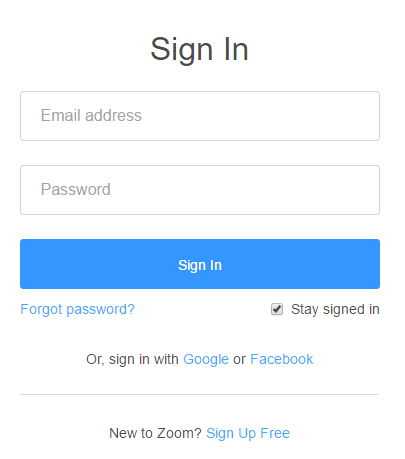 Sign In
Email address
Password
Sign In
Forgot password? Stay signed in
Or, sign in with Google or Facebook
New to Zoom? Sign Up Free